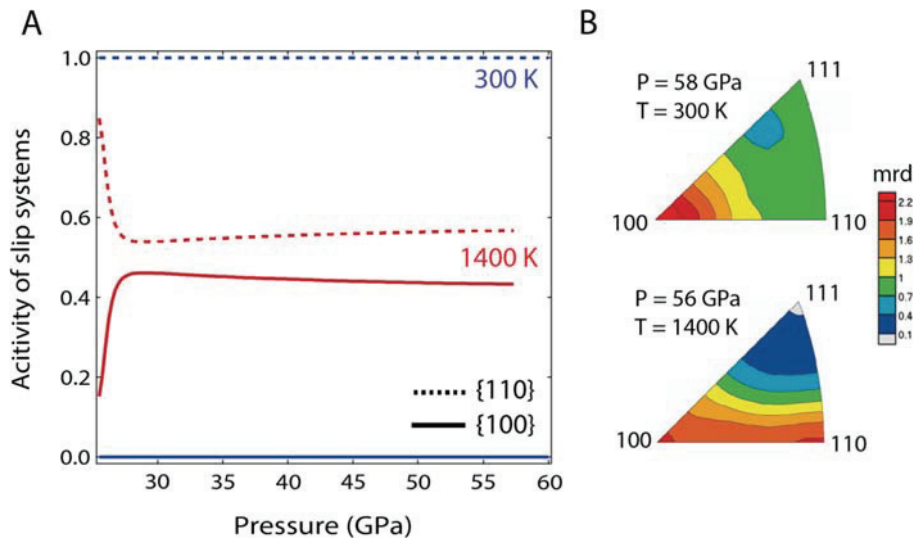 A
B
1.0
0.8
0.6
0.4
0.2
0.0
Acitivity of slip systems
300 K
1400 K
{110}
{100}
30
35
40
45
50
55
60
Pressure (GPa)
P = 58 GPa
T = 300 K
111
100
110
P = 56 GPa
T = 1400 K
111
100
110
mrd
2.2
1.9
1.6
1.3
1
0.7
0.4
0.1